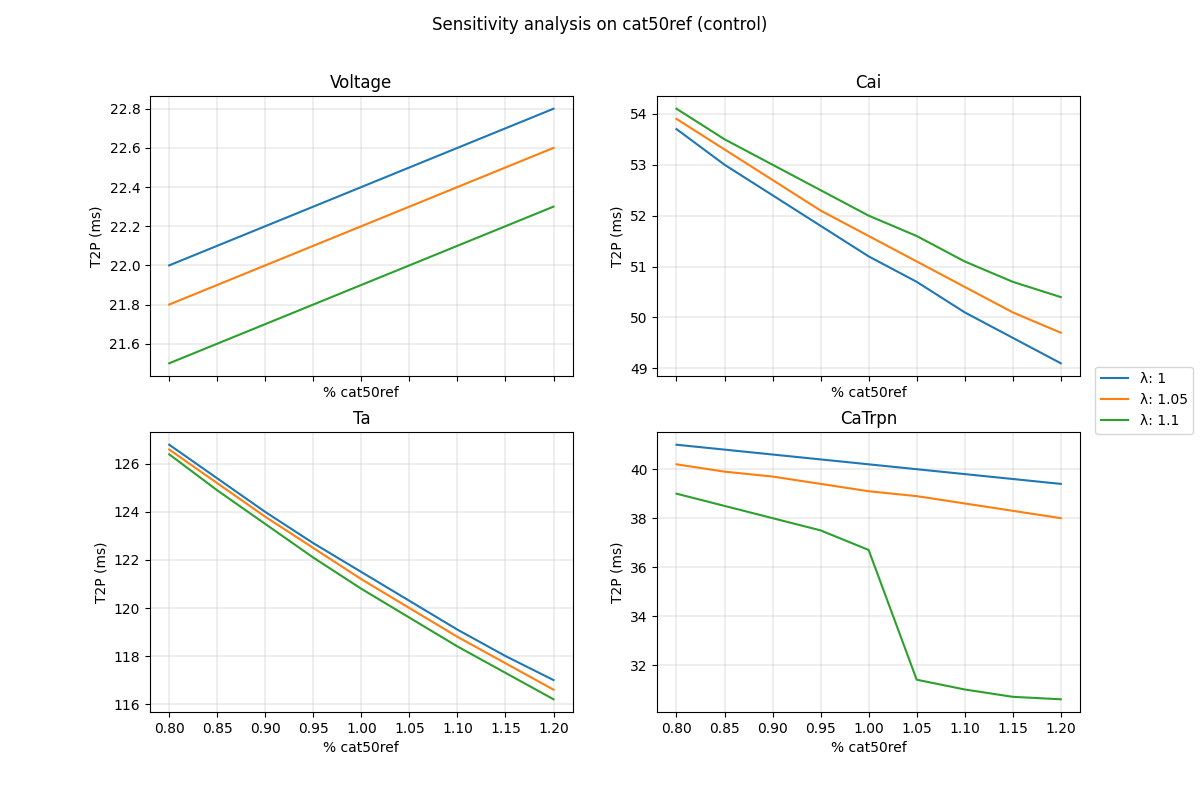 Sensitivity analysis on cat50ref (control)
Voltage
T2P (ms)
22.8
22.6
22.4
22.2
22.0
21.8
21.6
% cat50ref
Cai
T2P (ms)
54
53
52
51
50
49
% cat50ref
λ: 1
λ: 1.05
λ: 1.1
Ta
T2P (ms)
126
124
122
120
118
116
0.80 0.85 0.90 0.95 1.00 1.05 1.10 1.15 1.20
% cat50ref
CaTrpn
T2P (ms)
40
38
36
34
32
0.80 0.85 0.90 0.95 1.00 1.05 1.10 1.15 1.20
% cat50ref